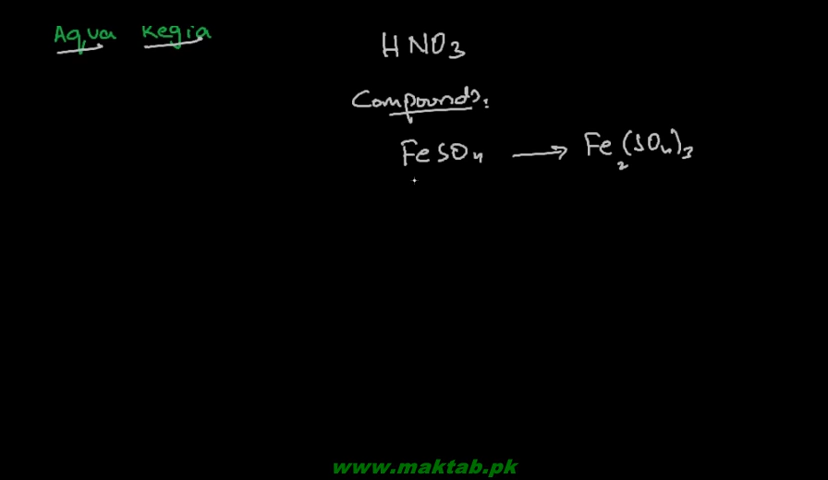 Aqua Regia
HNO3
Compounds:
FeSO4 → Fe2(SO4)3
www.maktab.pk